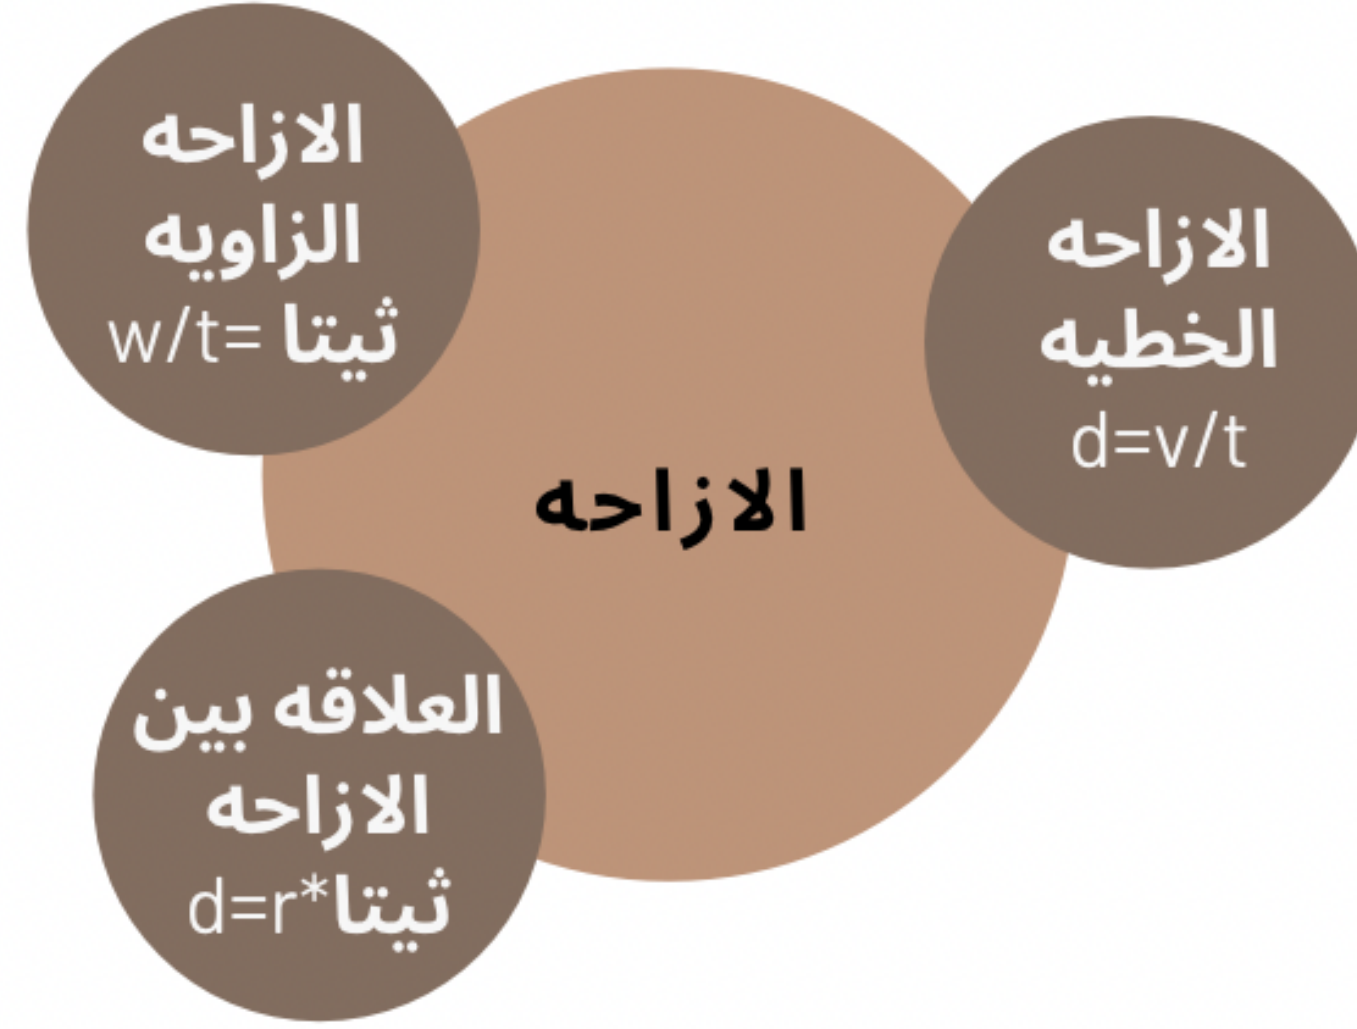 الازاحه
الازاحه
الخطيه
d=v/t
الازاحه
الزاويه
ثيتا =w/t
العلاقه بين
الازاحه
d=r*ثيتا